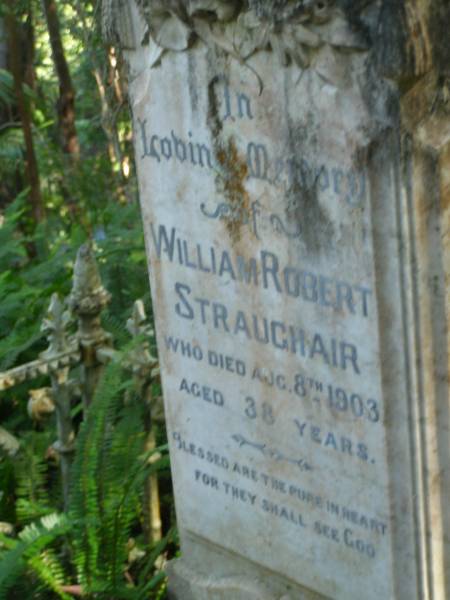 In
Loving Memory
of
WILLIAM ROBERT
STRAUGHAIR
WHO DIED AUG. 8TH 1903
AGED 38 YEARS.
BLESSED ARE THE PURE IN HEART
FOR THEY SHALL SEE GOD